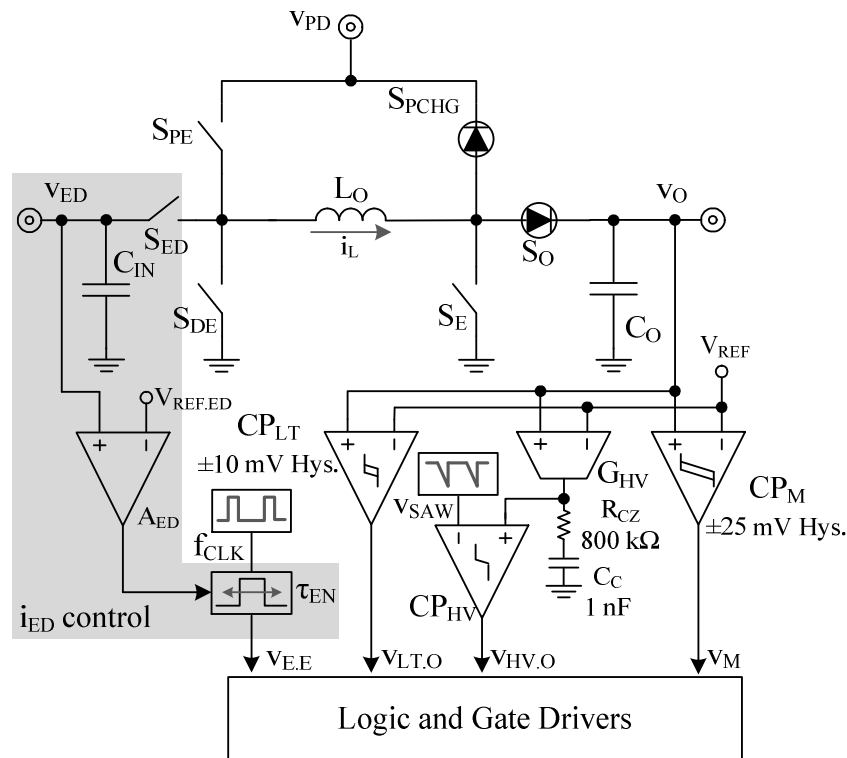 vPD
SPCHG
SPE
vED
LO
vO
SED
iL
SO
CIN
SDE
SE
CO
VREF
VREF.ED
CPLT
±10 mV Hys.
+ −
+ −
+ −
+ −
GHV
AED
vSAW
CPM
±25 mV Hys.
RCZ
800 kΩ
− +
fCLK
CC
1 nF
CPHV
τEN
iED control
vE.E
vLT.O
vHV.O
vM
Logic and Gate Drivers